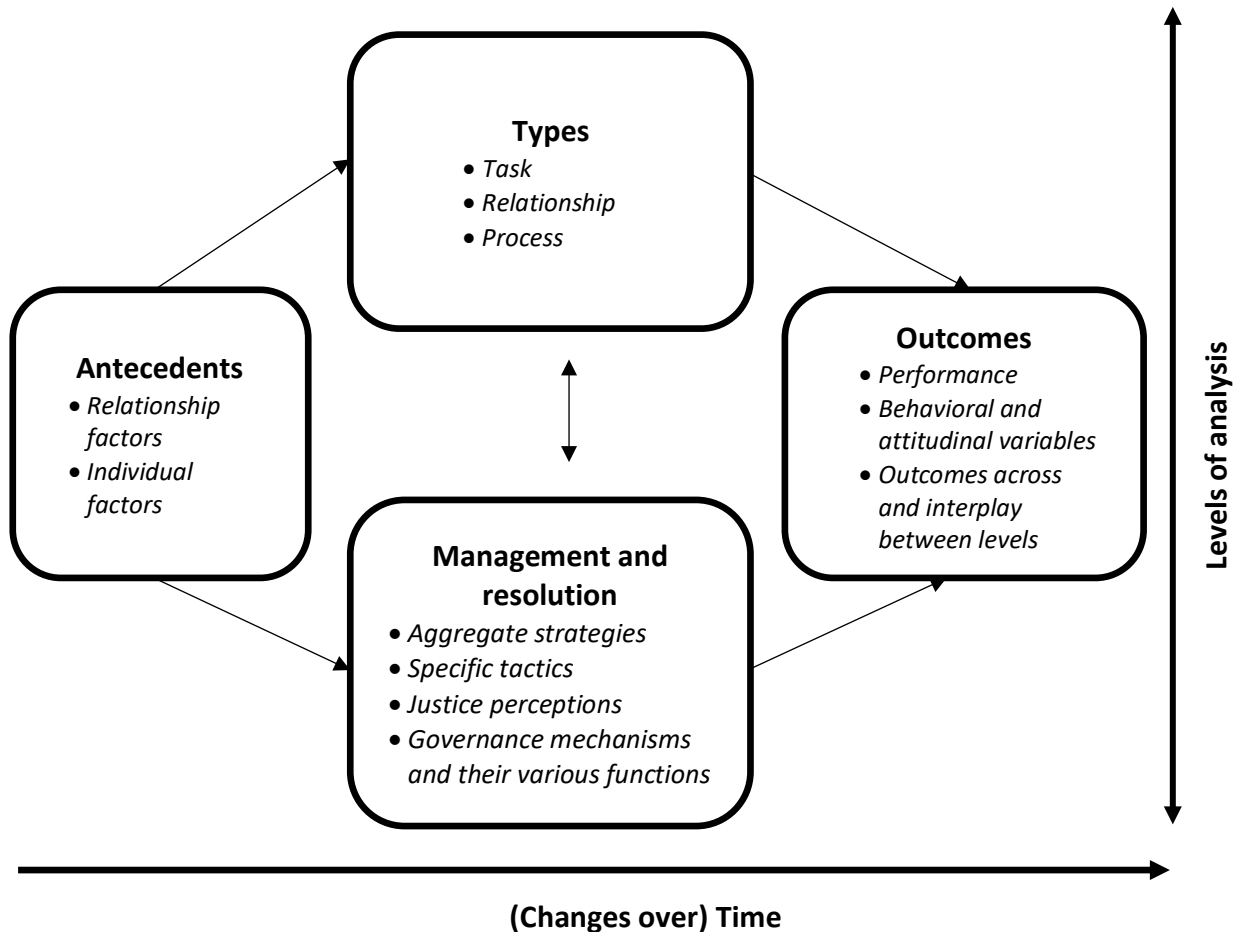 Types
• Task
• Relationship
• Process
Antecedents
• Relationship
factors
• Individual
factors
Outcomes
• Performance
• Behavioral and
attitudinal variables
• Outcomes across
and interplay
between levels
Management and
resolution
• Aggregate strategies
• Specific tactics
• Justice perceptions
• Governance mechanisms
and their various functions
Levels of analysis
(Changes over) Time